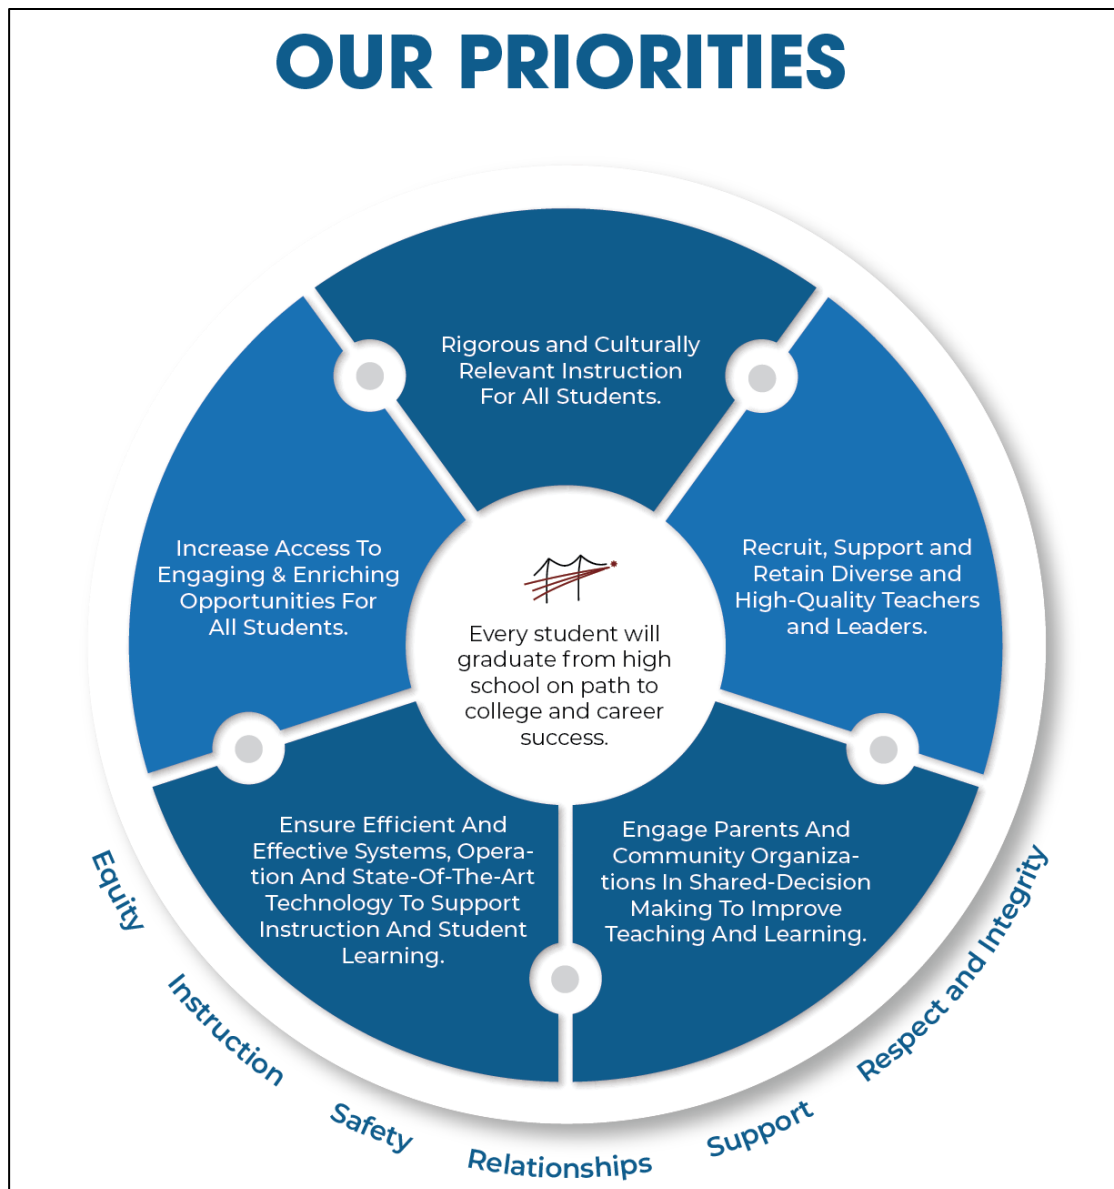 OUR PRIORITIES
Rigorous and Culturally
Relevant Instruction
For All Students.
Increase Access To
Engaging & Enriching
Opportunities For
All Students.
Recruit, Support and
Retain Diverse and
High-Quality Teachers
and Leaders.
Every student will
graduate from high
school on path to
college and career
success.
Ensure Efficient And
Effective Systems, Opera-
tion And State-Of-The-Art
Technology To Support
Instruction And Student
Learning.
Engage Parents And
Community Organiza-
tions In Shared-Decision
Making To Improve
Teaching And Learning.
Equity
Instruction
Safety
Relationships
Support
Respect and Integrity